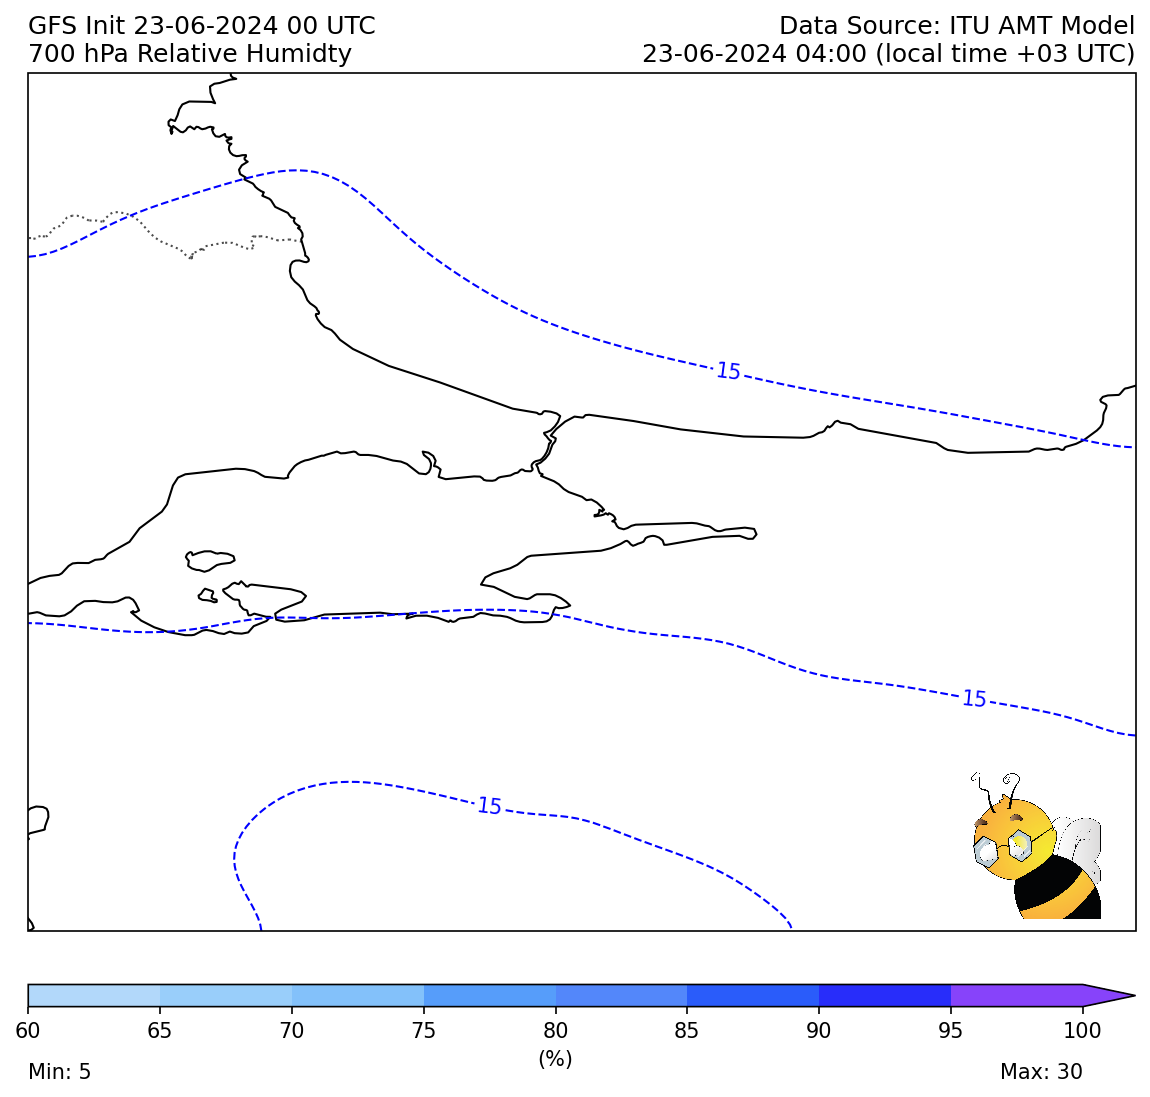 GFS Init 23-06-2024 00 UTC
Data Source: ITU AMT Model
700 hPa Relative Humidty
23-06-2024 04:00 (local time +03 UTC)
15
15
15
60 65 70 75 80 85 90 95 100
(%)
Min: 5
Max: 30